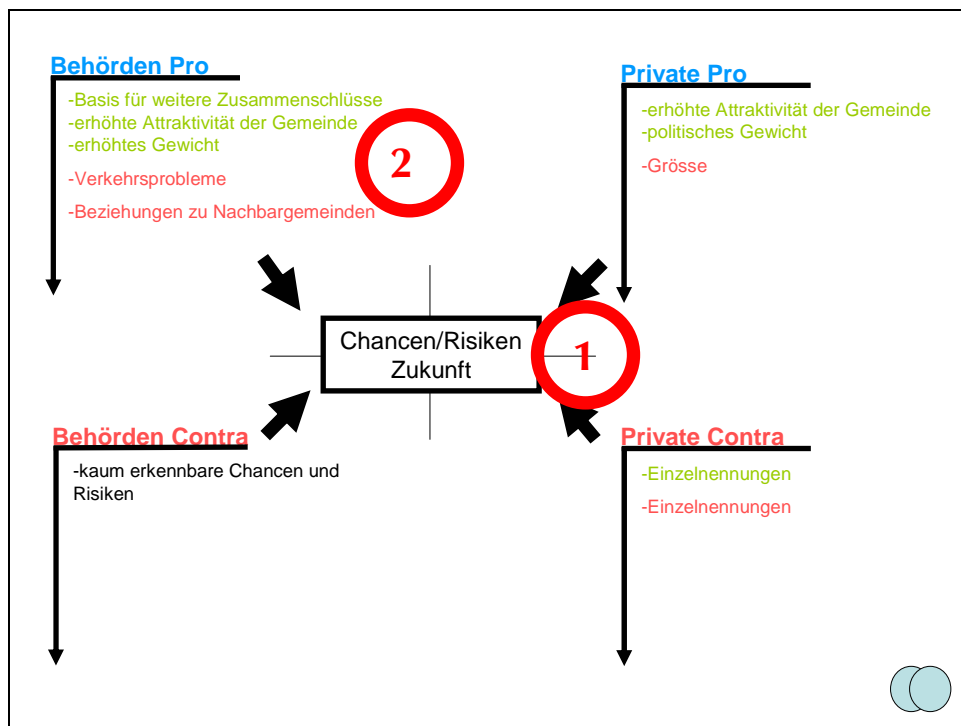 Behörden Pro
-Basis für weitere Zusammenschlüsse
-erhöhte Attraktivität der Gemeinde
-erhöhtes Gewicht
-Verkehrsprobleme
-Beziehungen zu Nachbargemeinden
2
Private Pro
-erhöhte Attraktivität der Gemeinde
-politisches Gewicht
-Grösse
Chancen/Risiken
Zukunft
1
Behörden Contra
-kaum erkennbare Chancen und
Risiken
Private Contra
-Einzelnennungen
-Einzelnennungen